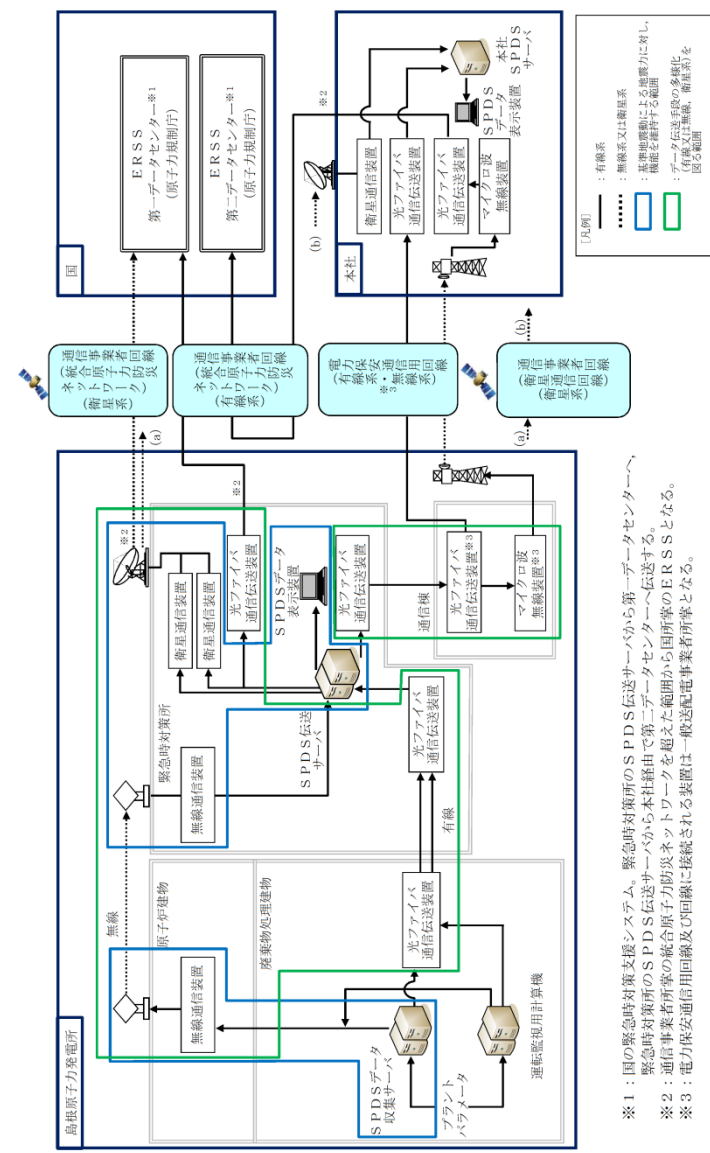 島根原子力発電所
原子炉建物
廃棄物処理建物
無線
無線通信装置
SPDSデータ
収集サーバ
プラント
パラメータ
運転監視用計算機
光ファイバ
通信伝送装置
有線
緊急時対策所
無線通信装置
SPDS伝送
サーバ
光ファイバ
通信伝送装置
衛星通信装置
衛星通信装置
光ファイバ
通信伝送装置
SPDSデータ
表示装置
光ファイバ
通信伝送装置
通信棟
光ファイバ
通信伝送装置※3
マイクロ波
無線装置※3
※2
(a)
※2
通信事業者回線
(統合原子力防災
ネットワーク)
(衛星系)
通信事業者回線
(統合原子力防災
ネットワーク)
(有線系)
電力保安通信用回線
(有線系・無線系)
※3
通信事業者回線
(衛星通信回線)
(衛星系)
(a)
(b)
国
ERSS
第一データセンター※1
(原子力規制庁)
ERSS
第二データセンター※1
(原子力規制庁)
※2
本社
(b)
衛星通信装置
光ファイバ
通信伝送装置
光ファイバ
通信伝送装置
マイクロ波
無線装置
本社
SPDS
サーバ
SPDS
データ
表示装置
[凡例]
:有線系
:無線系又は衛星系
:基準地震動による地震力に対し,
機能を維持する範囲
:データ伝送手段の多様化
(有線又は無線,衛星系)を
図る範囲
※1:国の緊急時対策支援システム。緊急時対策所のSPDS伝送サーバから第一データセンターへ,
緊急時対策所のSPDS伝送サーバから本社経由で第二データセンターへ伝送する。
※2:通信事業者所掌の統合原子力防災ネットワークを超えた範囲から国所掌のERSSとなる。
※3:電力保安通信用回線及び回線に接続される装置は一般送配電事業者所掌となる。